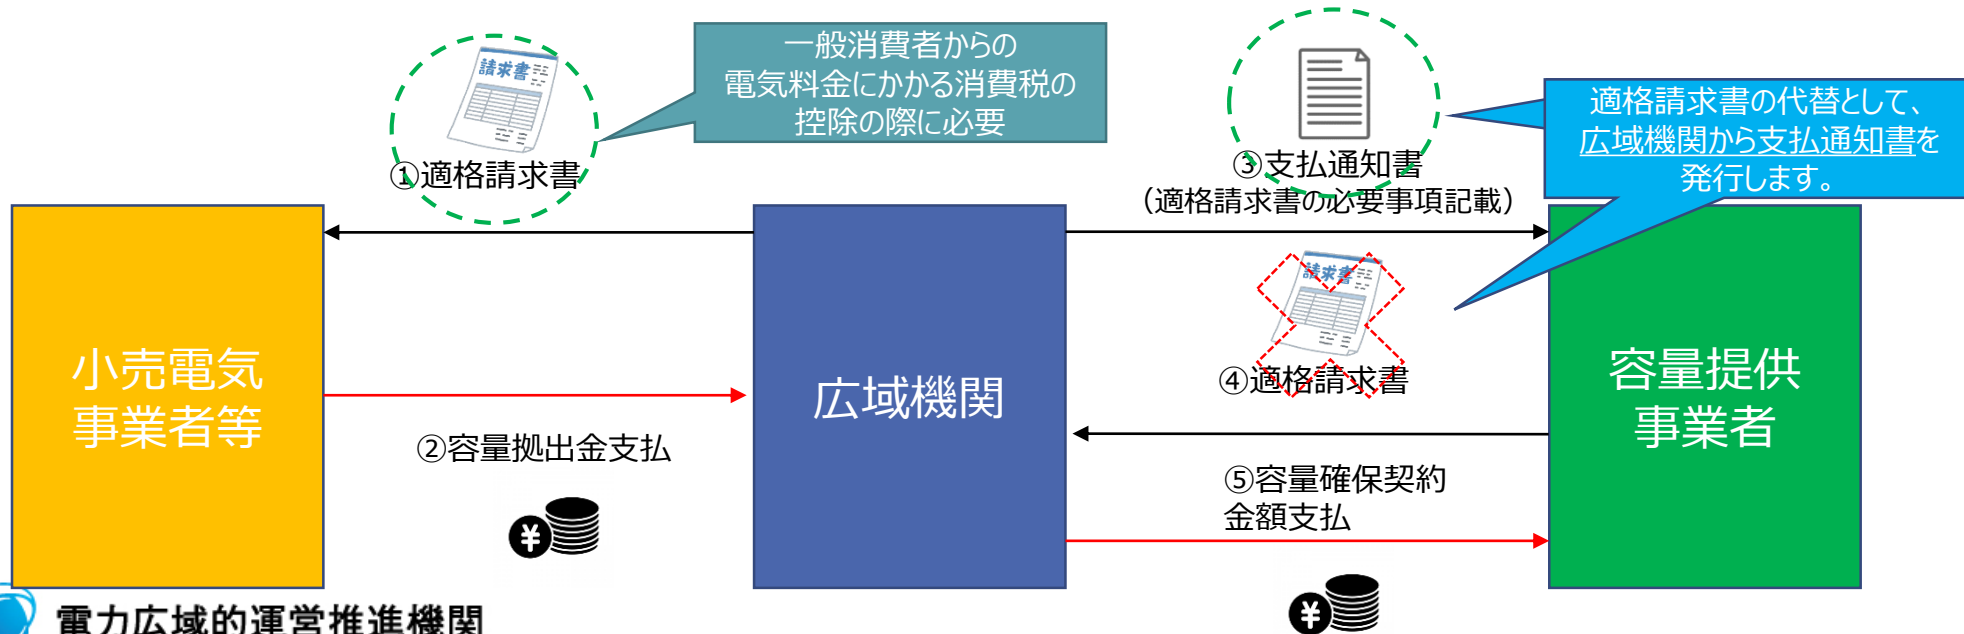 一般消費者からの
電気料金にかかる消費税の
控除の際に必要
請求書
①適格請求書
③支払通知書
（適格請求書の必要事項記載）
適格請求書の代替として、
広域機関から支払通知書を
発行します。
小売電気
事業者等
②容量拠出金支払
¥
広域機関
請求書
④適格請求書
⑤容量確保契約
金額支払
¥
容量提供
事業者
電力広域的運営推進機関